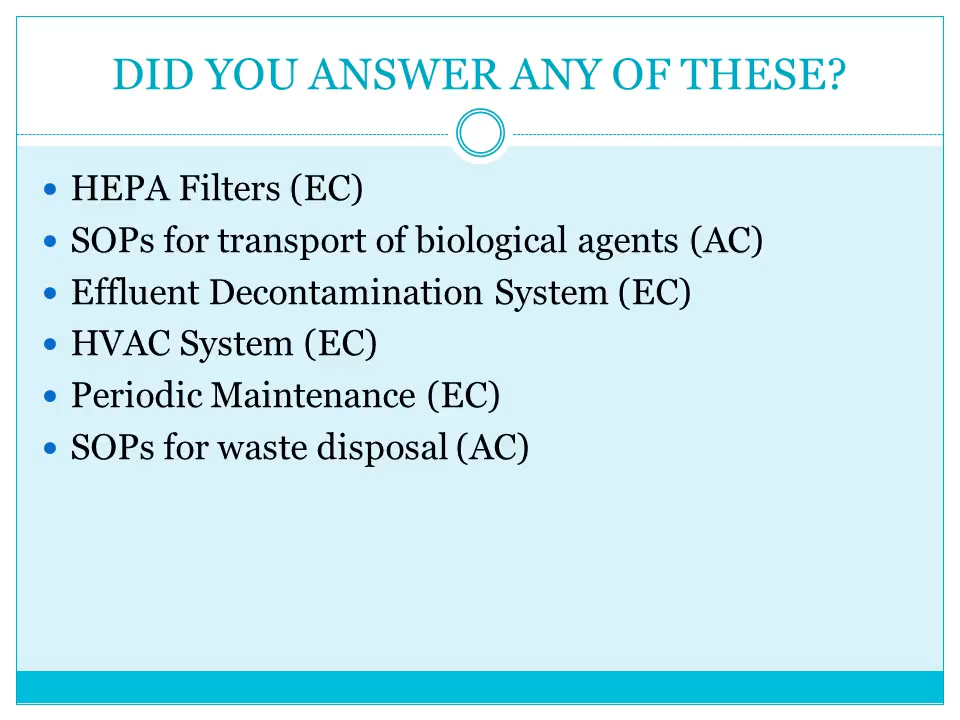 DID YOU ANSWER ANY OF THESE?
HEPA Filters (EC)
SOPs for transport of biological agents (AC)
Effluent Decontamination System (EC)
HVAC System (EC)
Periodic Maintenance (EC)
SOPs for waste disposal (AC)